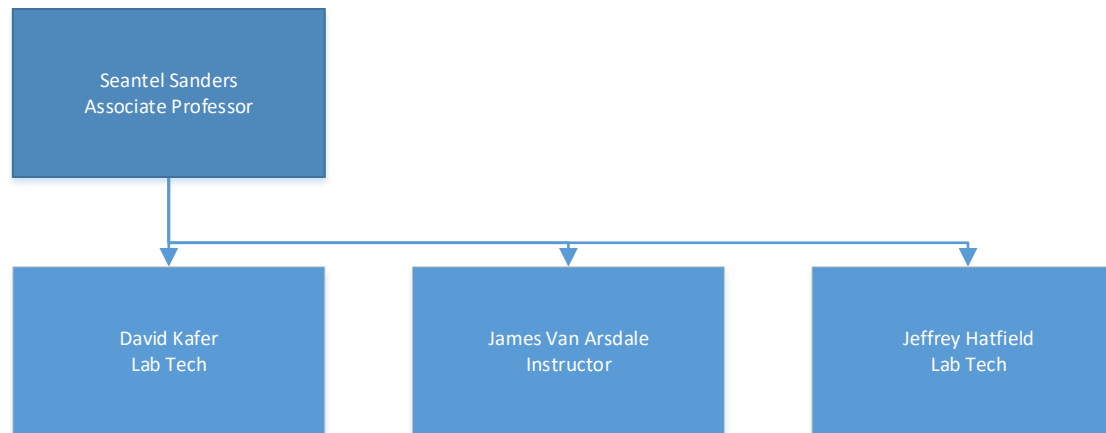 Seantel Sanders
Associate Professor
David Kafer
Lab Tech
James Van Arsdale
Instructor
Jeffrey Hatfield
Lab Tech